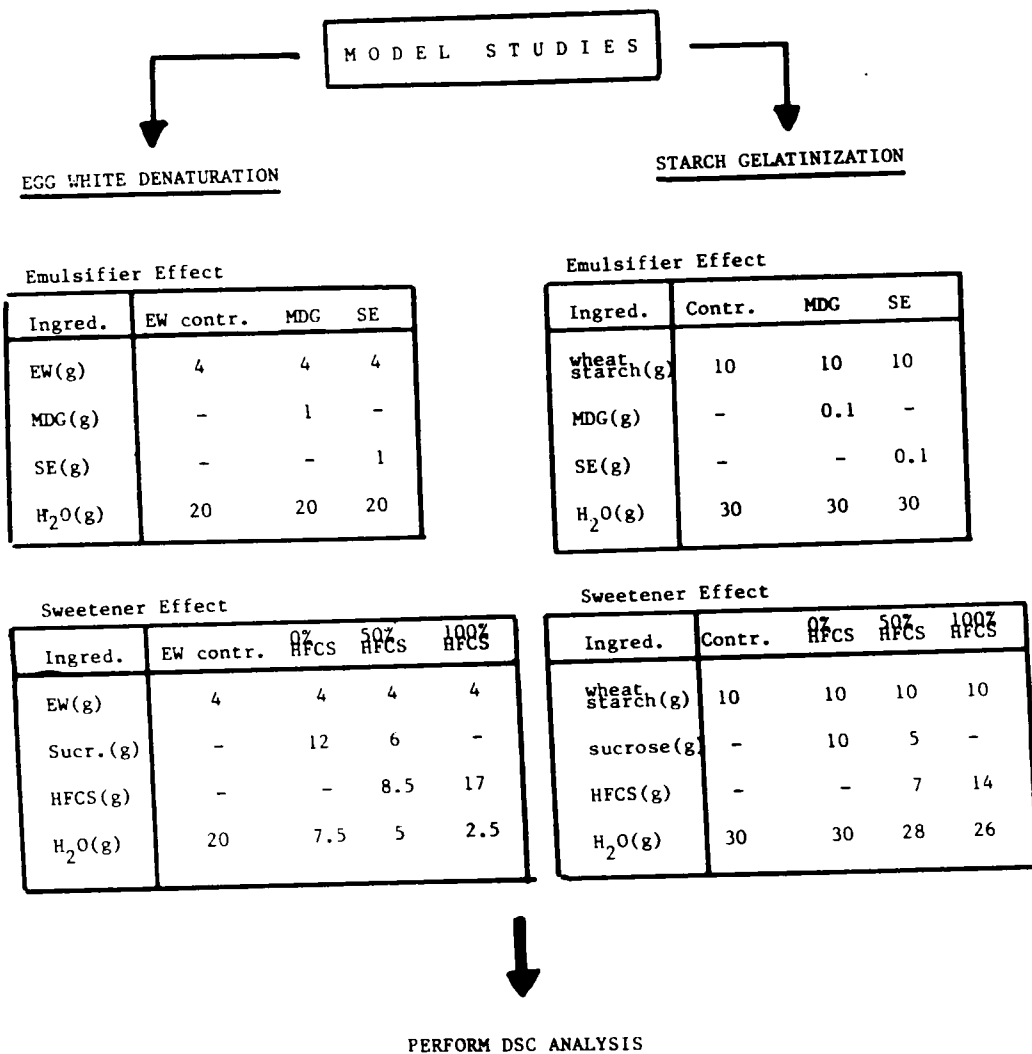 MODEL STUDIES
EGG WHITE DENATURATION
STARCH GELATINIZATION
Emulsifier Effect
Ingred. EW contr. MDG SE
EW(g) 4 4 4
MDG(g) - 1 -
SE(g) - - 1
H2O(g) 20 20 20
Emulsifier Effect
Ingred. Contr. MDG SE
wheat
starch(g) 10 10 10
MDG(g) - 0.1 -
SE(g) - - 0.1
H2O(g) 30 30 30
Sweetener Effect
0% 50% 100%
Ingred. EW contr. HFCS HFCS HFCS
EW(g) 4 4 4 4
Sucr.(g) - 12 6 -
HFCS(g) - - 8.5 17
H2O(g) 20 7.5 5 2.5
Sweetener Effect
0% 50% 100%
Ingred. Contr. HFCS HFCS HFCS
wheat
starch(g) 10 10 10 10
sucrose(g) - 10 5 -
HFCS(g) - - 7 14
H2O(g) 30 30 28 26
PERFORM DSC ANALYSIS